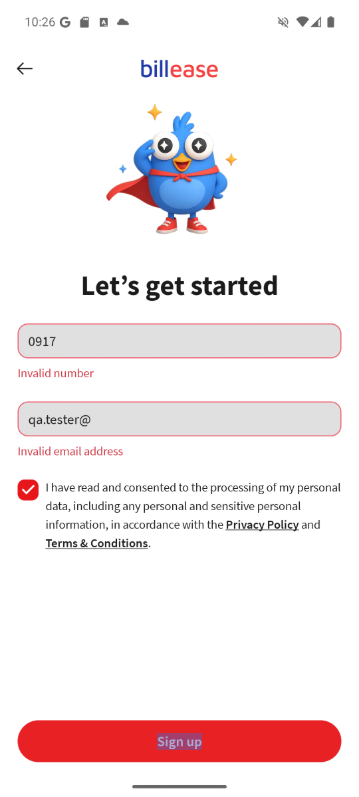 10:26
billease
Let's get started
0917
Invalid number
qa.tester@
Invalid email address
I have read and consented to the processing of my personal
data, including any personal and sensitive personal
information, in accordance with the Privacy Policy and
Terms & Conditions.
Sign up